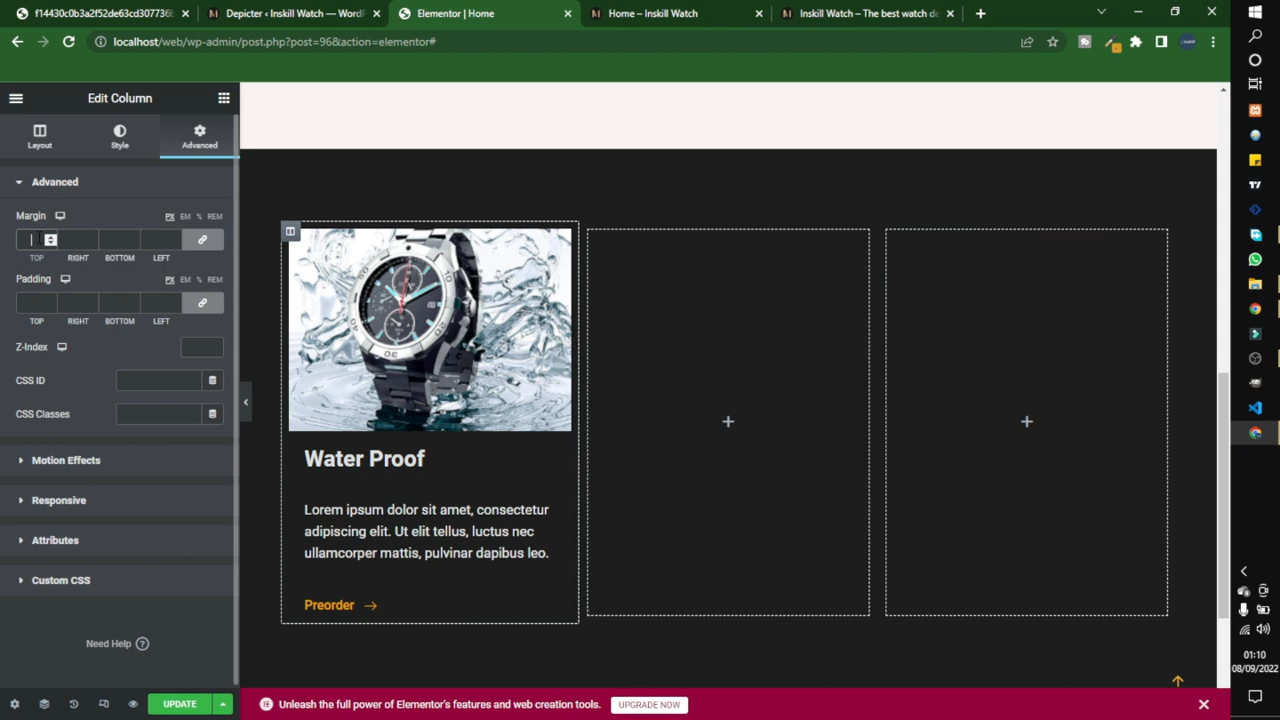 f14430c0b3a2f52de63cd307736b
Depicter ‹ Inskill Watch — WordPr
Elementor | Home
Home – Inskill Watch
Inskill Watch – The best watch de
localhost/web/wp-admin/post.php?post=96&action=elementor#
Edit Column
Layout
Style
Advanced
Advanced
Margin
PX EM % REM
TOP RIGHT BOTTOM LEFT
Padding
PX EM % REM
TOP RIGHT BOTTOM LEFT
Z-Index
CSS ID
CSS Classes
Motion Effects
Responsive
Attributes
Custom CSS
Need Help
UPDATE
Water Proof
Lorem ipsum dolor sit amet, consectetur
adipiscing elit. Ut elit tellus, luctus nec
ullamcorper mattis, pulvinar dapibus leo.
Preorder
Unleash the full power of Elementor's features and web creation tools.
UPGRADE NOW
01:10
08/09/2022